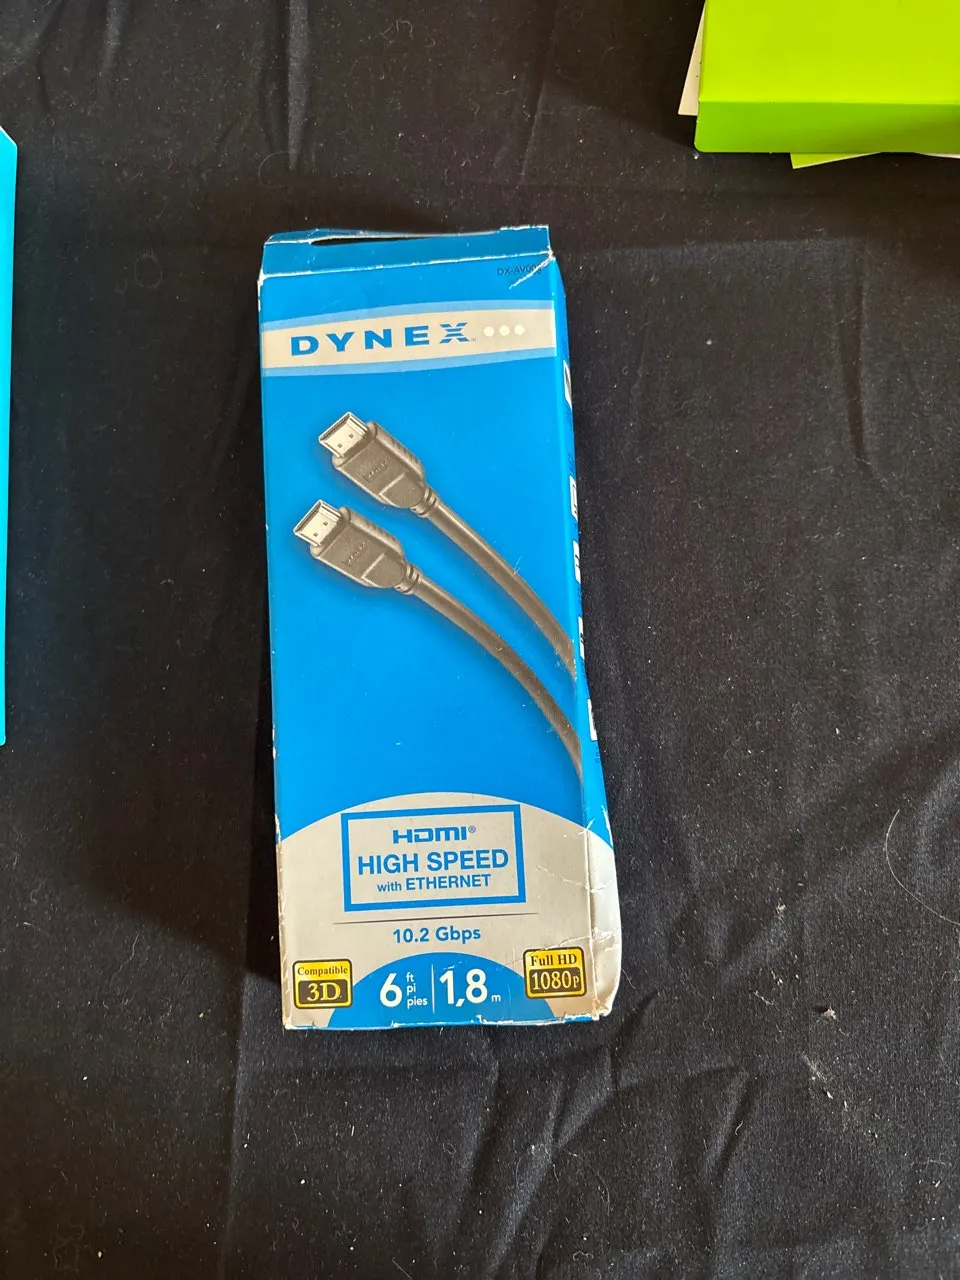 DYNEX
HDMI®
HIGH SPEED
with ETHERNET
10.2 Gbps
Compatible
3D
6 ft
pi
pies
1,8 m
Full HD
1080p